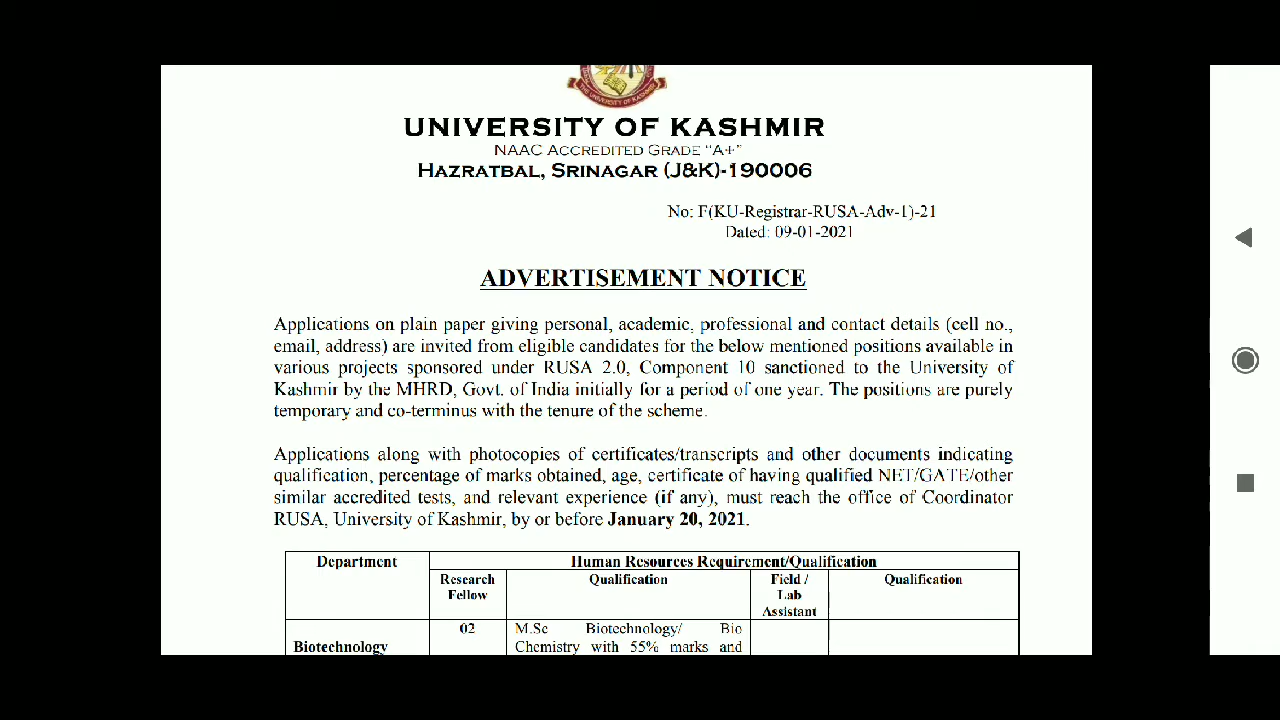 THE UNIVERSITY OF KASHMIR
UNIVERSITY OF KASHMIR
NAAC ACCREDITED GRADE “A+”
HAZRATBAL, SRINAGAR (J&K)-190006
No: F(KU-Registrar-RUSA-Adv-1)-21
Dated: 09-01-2021
ADVERTISEMENT NOTICE
Applications on plain paper giving personal, academic, professional and contact details (cell no.,
email, address) are invited from eligible candidates for the below mentioned positions available in
various projects sponsored under RUSA 2.0, Component 10 sanctioned to the University of
Kashmir by the MHRD, Govt. of India initially for a period of one year. The positions are purely
temporary and co-terminus with the tenure of the scheme.
Applications along with photocopies of certificates/transcripts and other documents indicating
qualification, percentage of marks obtained, age, certificate of having qualified NET/GATE/other
similar accredited tests, and relevant experience (if any), must reach the office of Coordinator
RUSA, University of Kashmir, by or before January 20, 2021.
Department
Human Resources Requirement/Qualification
Research
Fellow
Qualification
Field /
Lab
Assistant
Qualification
Biotechnology
02
M.Sc Biotechnology/ Bio
Chemistry with 55% marks and